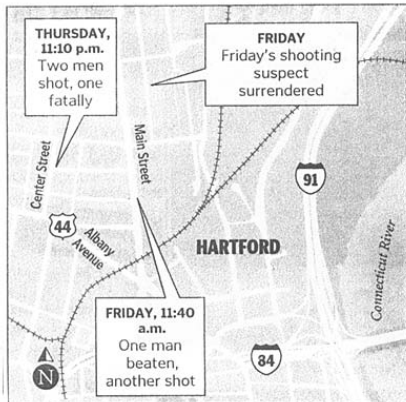 THURSDAY,
11:10 p.m.
Two men
shot, one
fatally
FRIDAY
Friday's shooting
suspect
surrendered
Center Street
Main Street
44
Albany
Avenue
91
HARTFORD
Connecticut River
FRIDAY, 11:40
a.m.
One man
beaten,
another shot
84
N